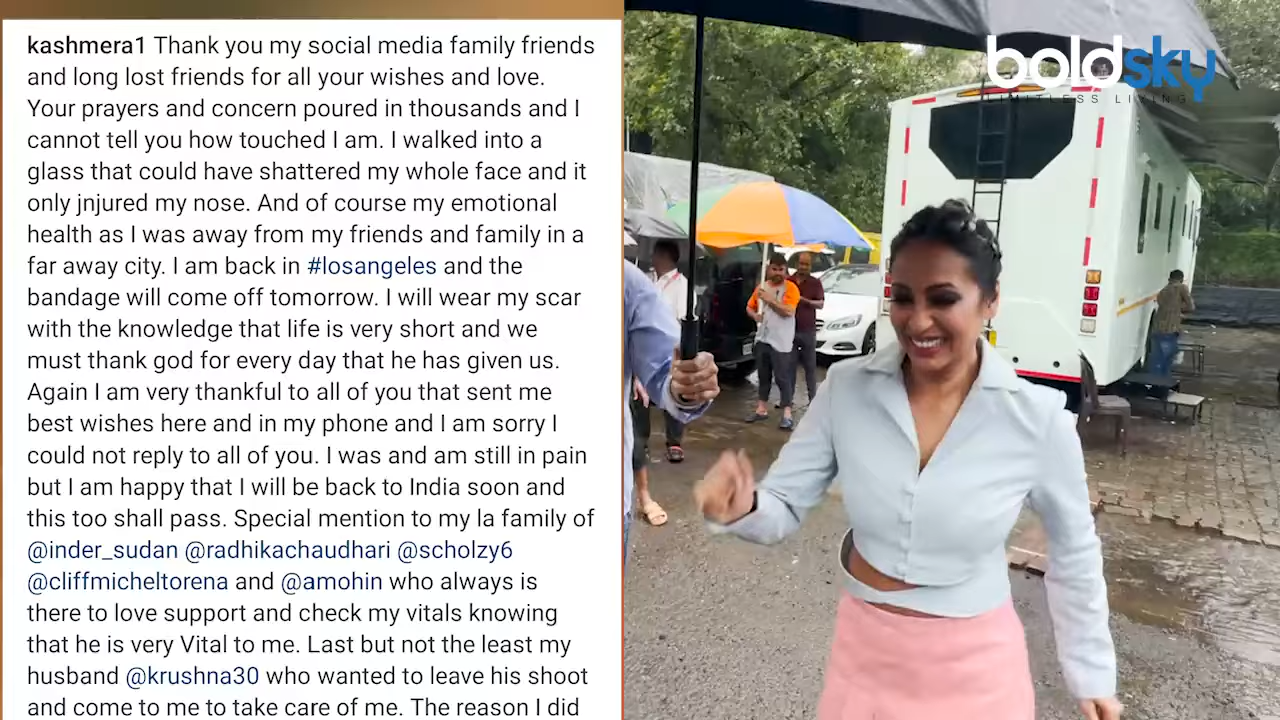 kashmera1 Thank you my social media family friends
and long lost friends for all your wishes and love.
Your prayers and concern poured in thousands and I
cannot tell you how touched I am. I walked into a
glass that could have shattered my whole face and it
only jnjured my nose. And of course my emotional
health as I was away from my friends and family in a
far away city. I am back in #losangeles and the
bandage will come off tomorrow. I will wear my scar
with the knowledge that life is very short and we
must thank god for every day that he has given us.
Again I am very thankful to all of you that sent me
best wishes here and in my phone and I am sorry I
could not reply to all of you. I was and am still in pain
but I am happy that I will be back to India soon and
this too shall pass. Special mention to my la family of
@inder_sudan @radhikachaudhari @scholzy6
@cliffmicheltorena and @amohin who always is
there to love support and check my vitals knowing
that he is very Vital to me. Last but not the least my
husband @krushna30 who wanted to leave his shoot
and come to me to take care of me. The reason I did
boldsky
LIMITLESS LIVING